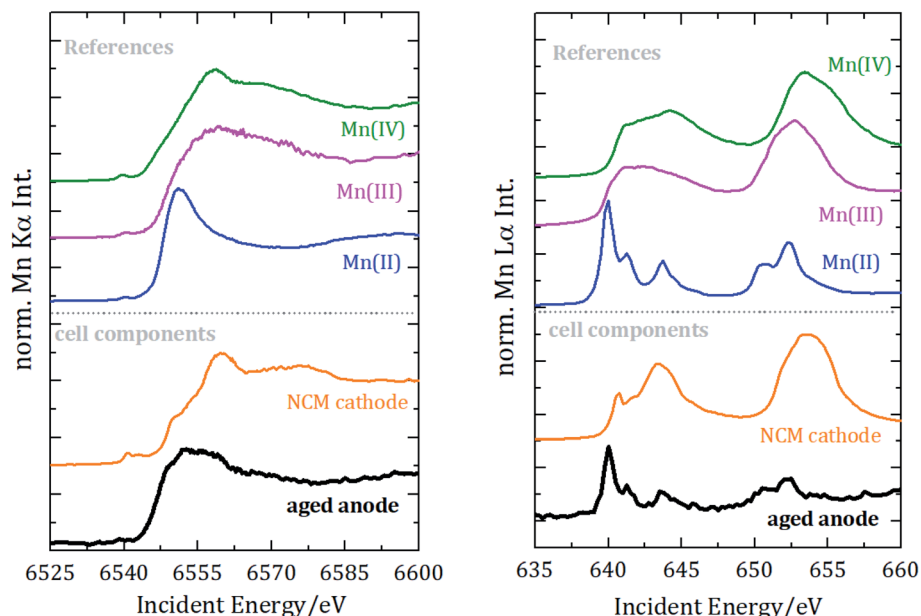 norm. Mn Kα Int.
References
Mn(IV)
Mn(III)
Mn(II)
cell components
NCM cathode
aged anode
6525 6540 6555 6570 6585 6600
Incident Energy/eV
norm. Mn Lα Int.
References
Mn(IV)
Mn(III)
Mn(II)
cell components
NCM cathode
aged anode
635 640 645 650 655 660
Incident Energy/eV